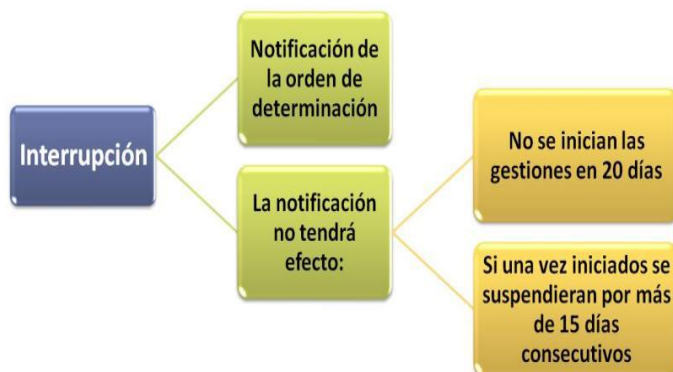 Interrupción
Notificación de
la orden de
determinación
La notificación
no tendrá
efecto:
No se inician las
gestiones en 20 días
Si una vez iniciados se
suspendieran por más
de 15 días
consecutivos